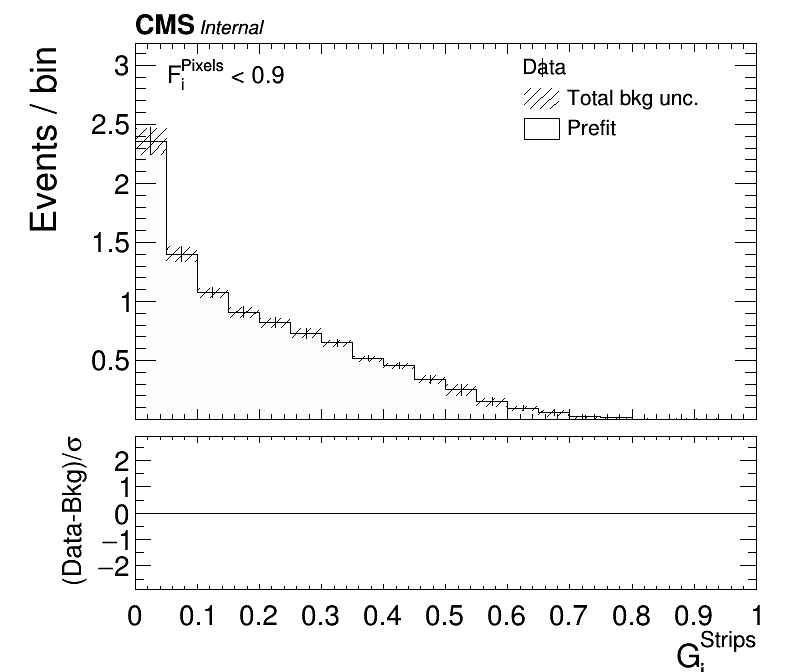 CMS Internal
Events / bin
3
2.5
2
1.5
1
0.5
F_i^Pixels < 0.9
Data
Total bkg unc.
Prefit
(Data-Bkg)/σ
2
1
0
−1
−2
0 0.1 0.2 0.3 0.4 0.5 0.6 0.7 0.8 0.9 1
G_i^Strips